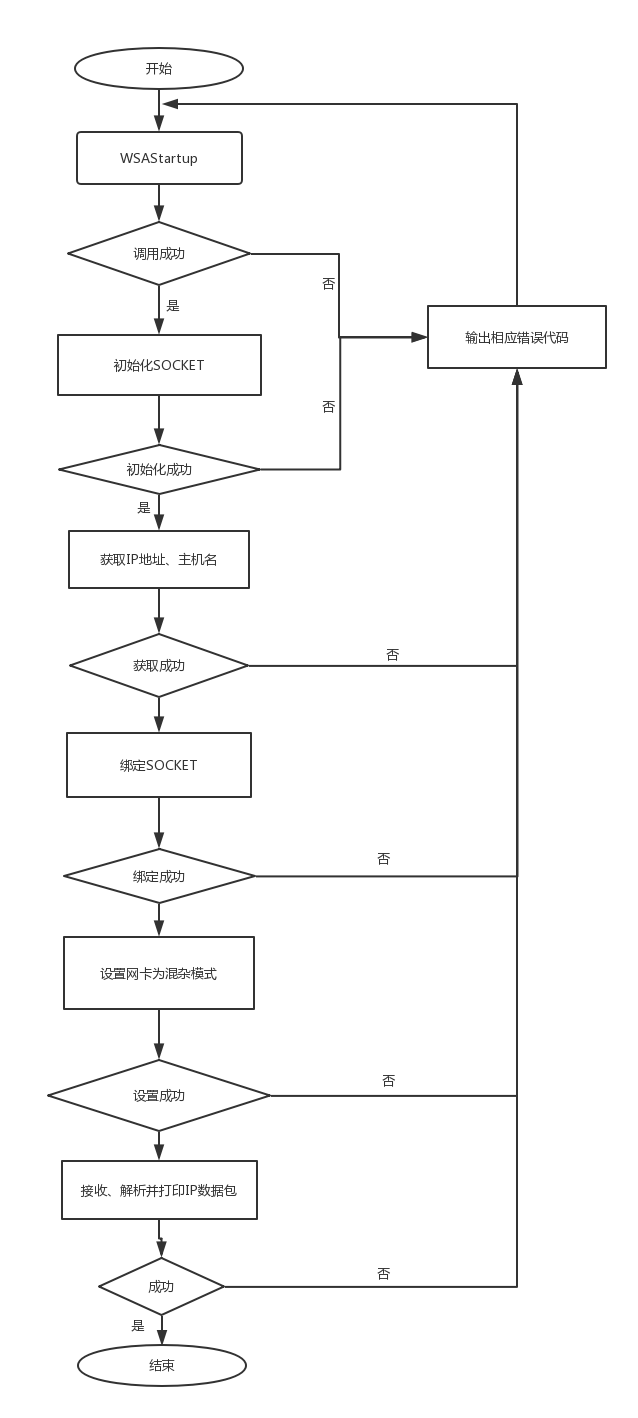 开始
WSAStartup
调用成功
否
是
输出相应错误代码
初始化SOCKET
否
初始化成功
是
获取IP地址、主机名
否
获取成功
绑定SOCKET
否
绑定成功
设置网卡为混杂模式
否
设置成功
接收、解析并打印IP数据包
否
成功
是
结束